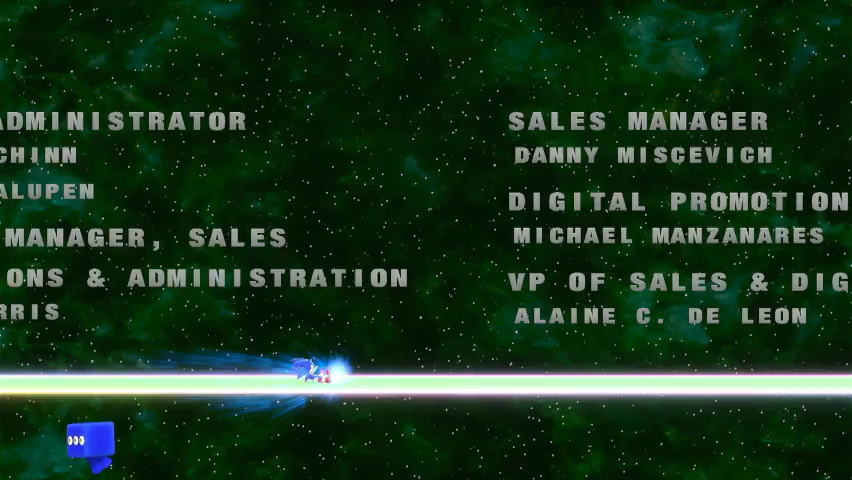 ADMINISTRATOR
CHINN
ALUPEN
MANAGER, SALES
IONS & ADMINISTRATION
RRIS
SALES MANAGER
DANNY MISCEVICH
DIGITAL PROMOTION
MICHAEL MANZANARES
VP OF SALES & DIG
ALAINE C. DE LEON